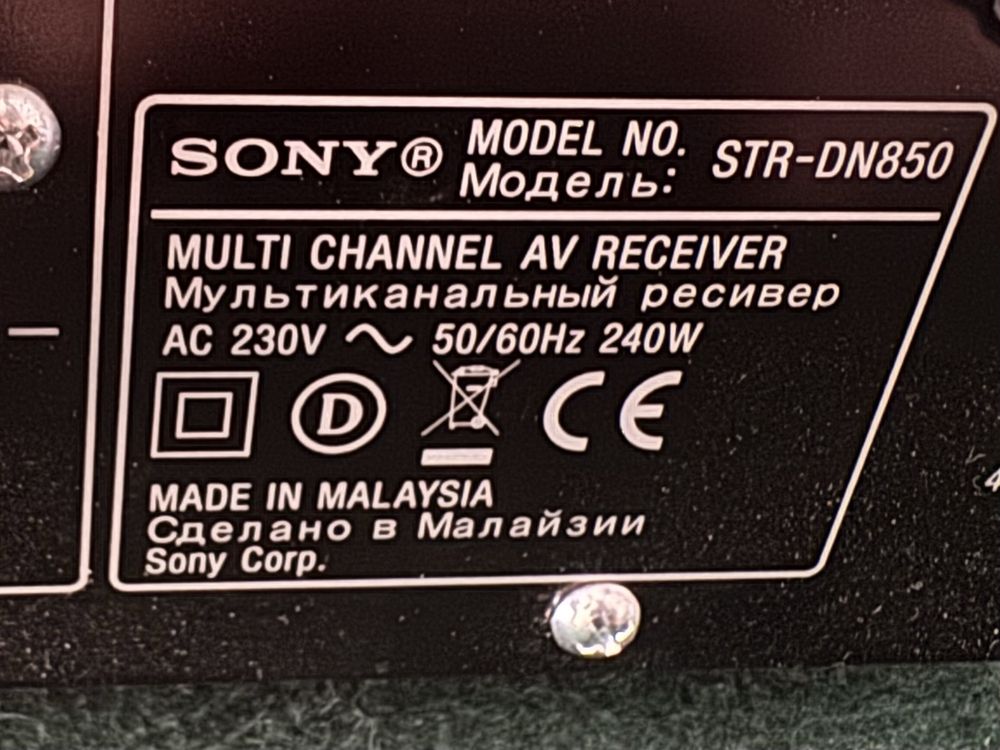 SONY® MODEL NO. STR-DN850
Модель:
MULTI CHANNEL AV RECEIVER
Мультиканальный ресивер
AC 230V ~ 50/60Hz 240W
D CE
MADE IN MALAYSIA
Сделано в Малайзии
Sony Corp.
4